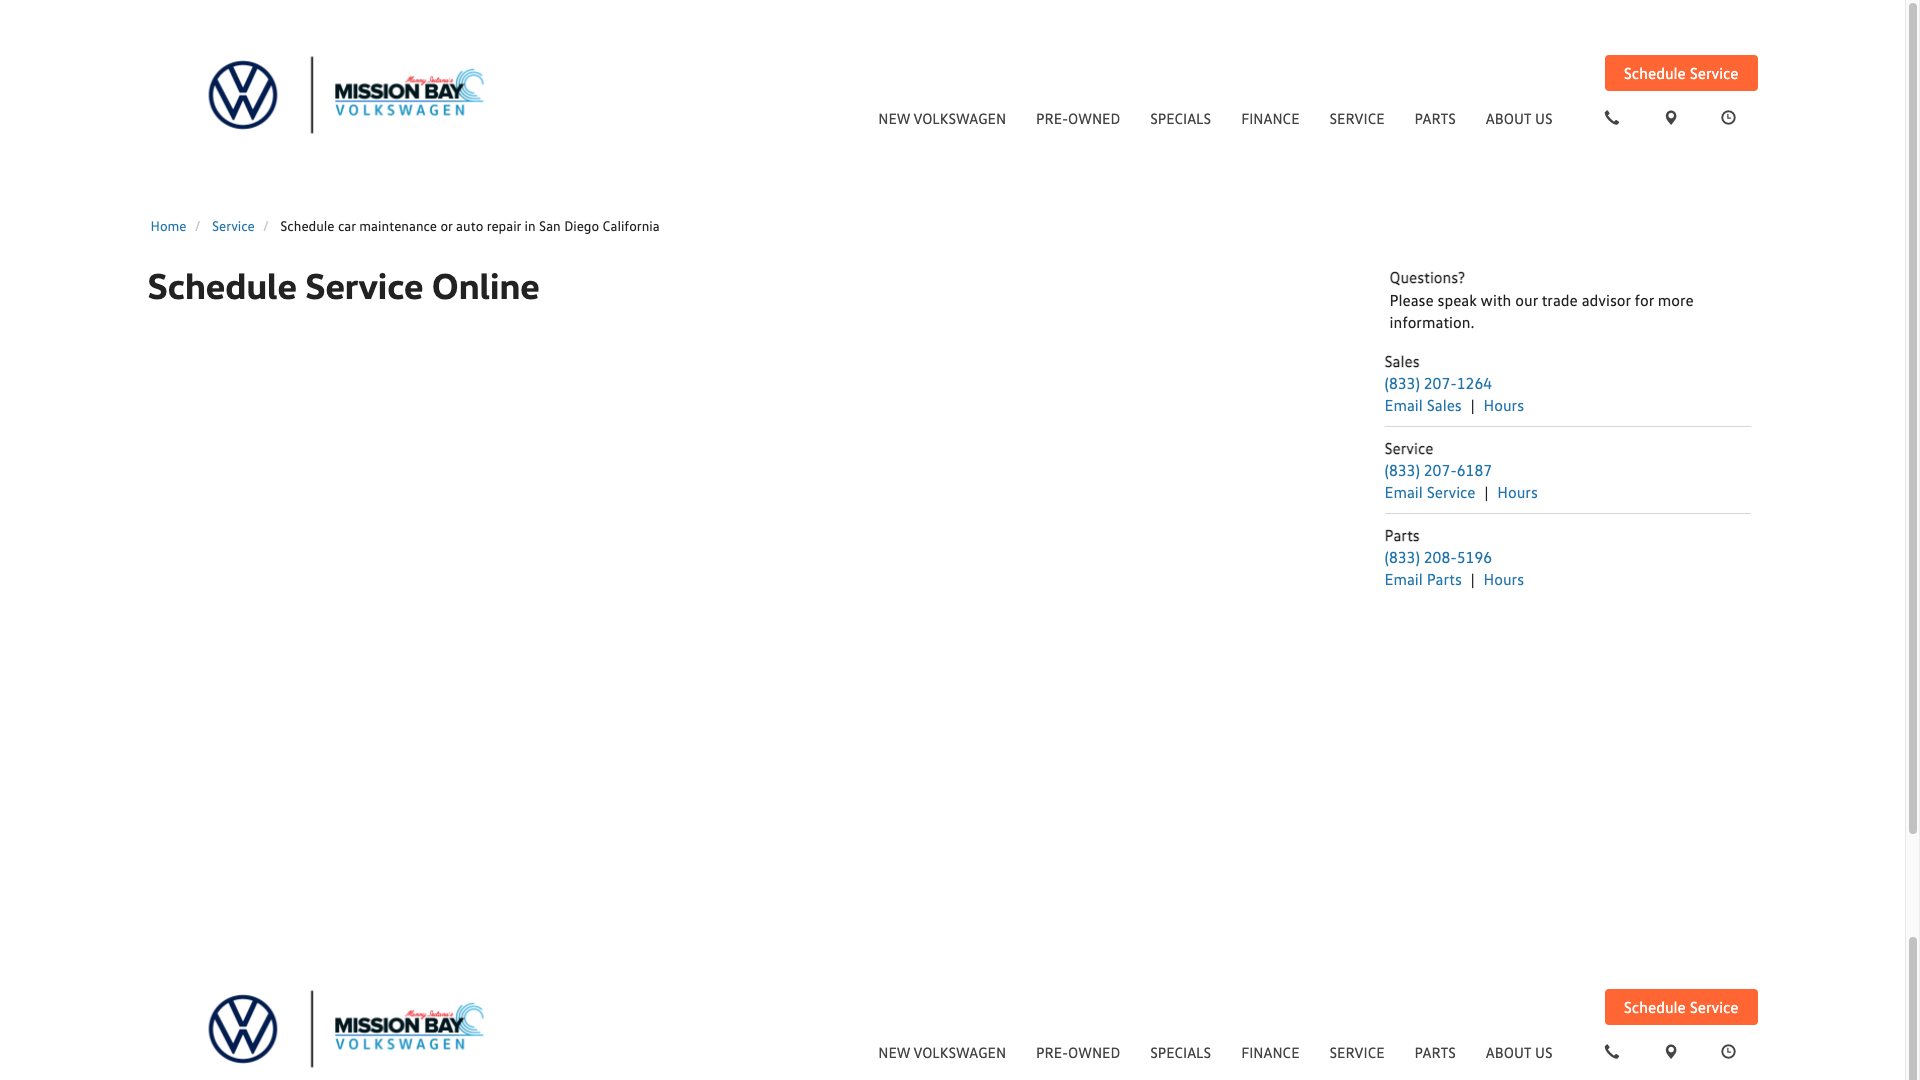 Manny Indiana's
MISSION BAY
VOLKSWAGEN
Schedule Service
NEW VOLKSWAGEN PRE-OWNED SPECIALS FINANCE SERVICE PARTS ABOUT US
Home / Service / Schedule car maintenance or auto repair in San Diego California
Schedule Service Online
Questions?
Please speak with our trade advisor for more
information.
Sales
(833) 207-1264
Email Sales | Hours
Service
(833) 207-6187
Email Service | Hours
Parts
(833) 208-5196
Email Parts | Hours
MISSION BAY
VOLKSWAGEN
Schedule Service
NEW VOLKSWAGEN PRE-OWNED SPECIALS FINANCE SERVICE PARTS ABOUT US